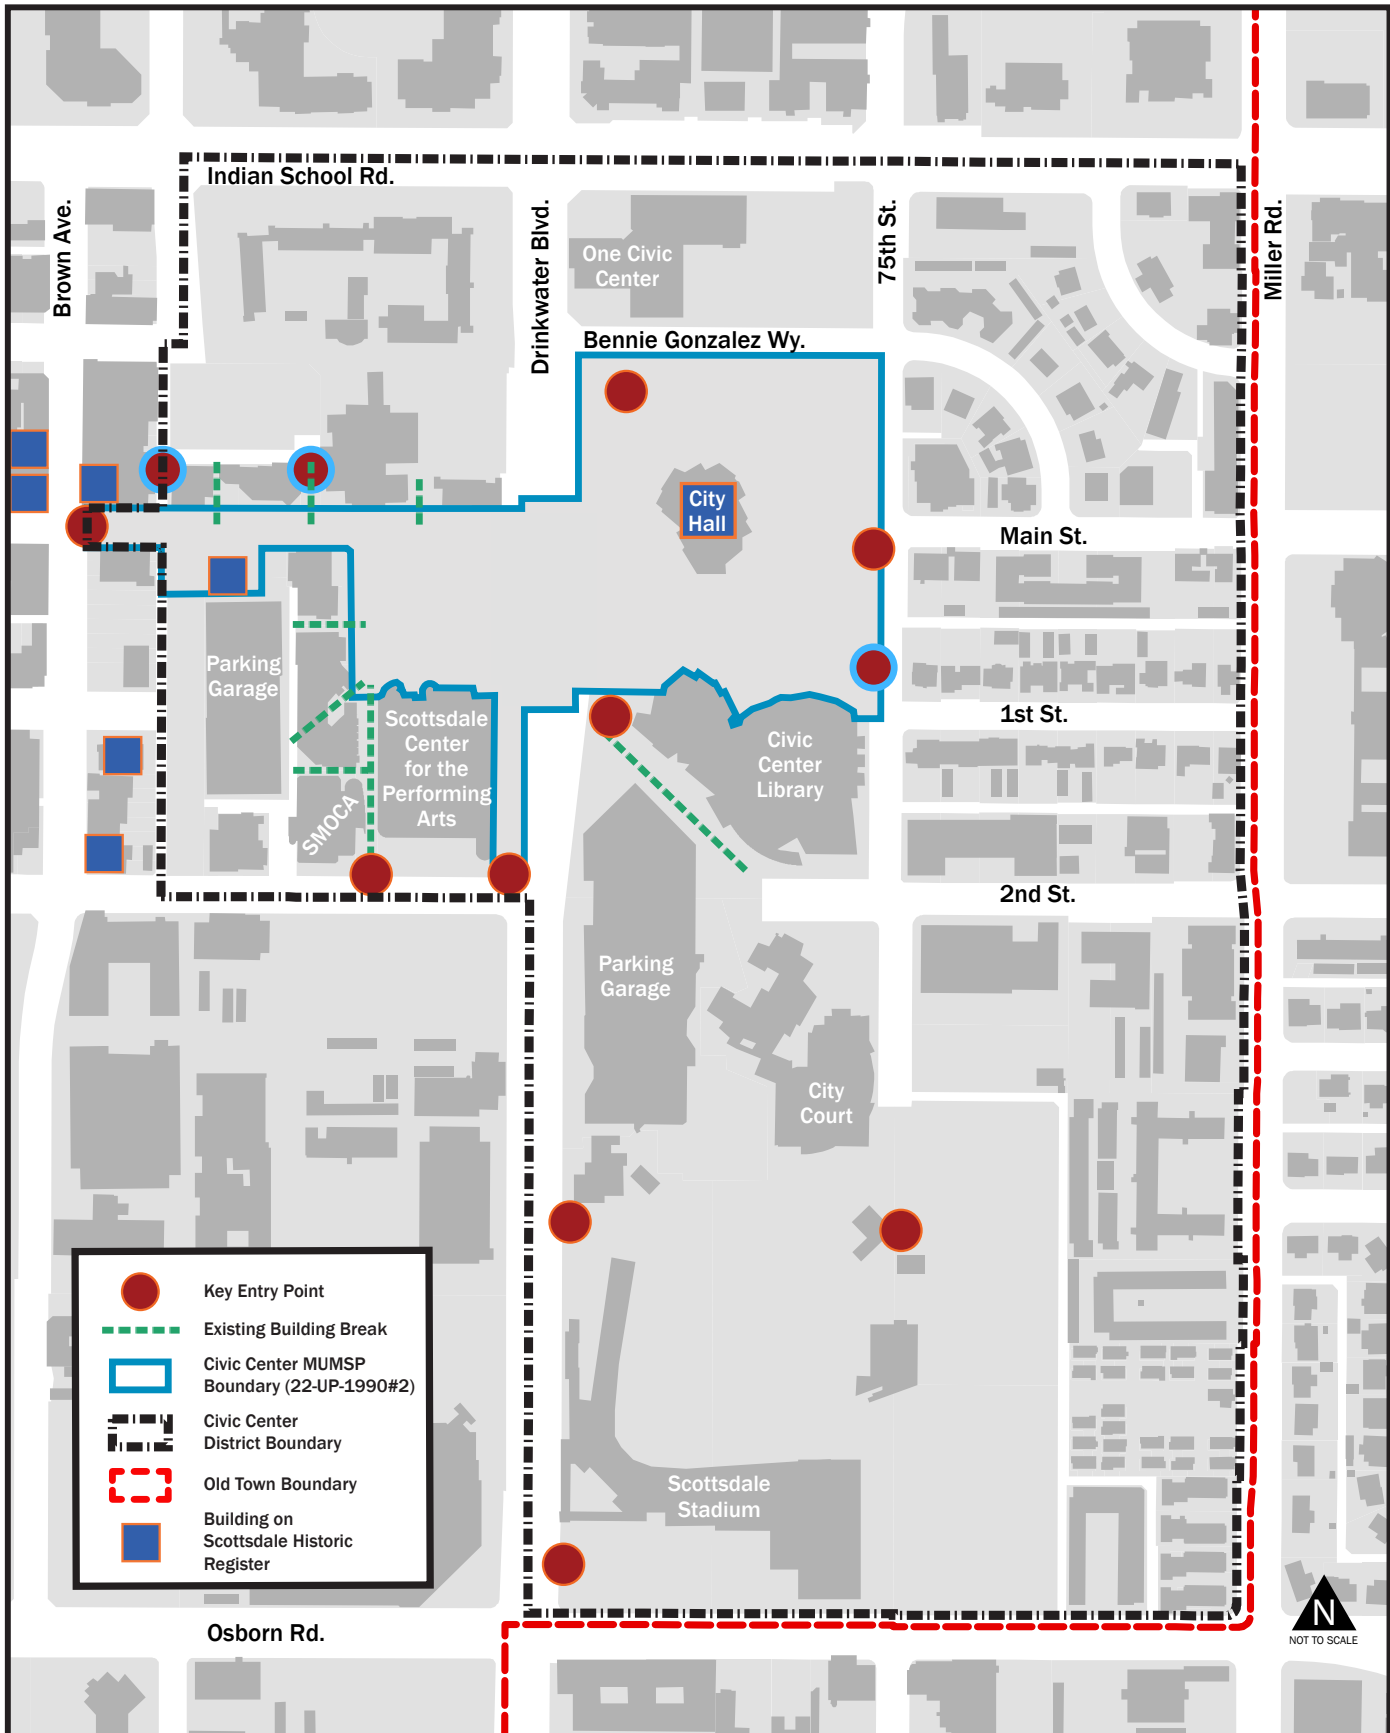 Indian School Rd.
Brown Ave.
Drinkwater Blvd.
75th St.
Miller Rd.
One Civic
Center
Bennie Gonzalez Wy.
City
Hall
Main St.
Parking
Garage
Scottsdale
Center
for the
Performing
Arts
SMOCA
Civic
Center
Library
1st St.
2nd St.
Parking
Garage
City
Court
Key Entry Point
Existing Building Break
Civic Center MUMSP
Boundary (22-UP-1990#2)
Civic Center
District Boundary
Old Town Boundary
Building on
Scottsdale Historic
Register
Scottsdale
Stadium
Osborn Rd.
N
NOT TO SCALE